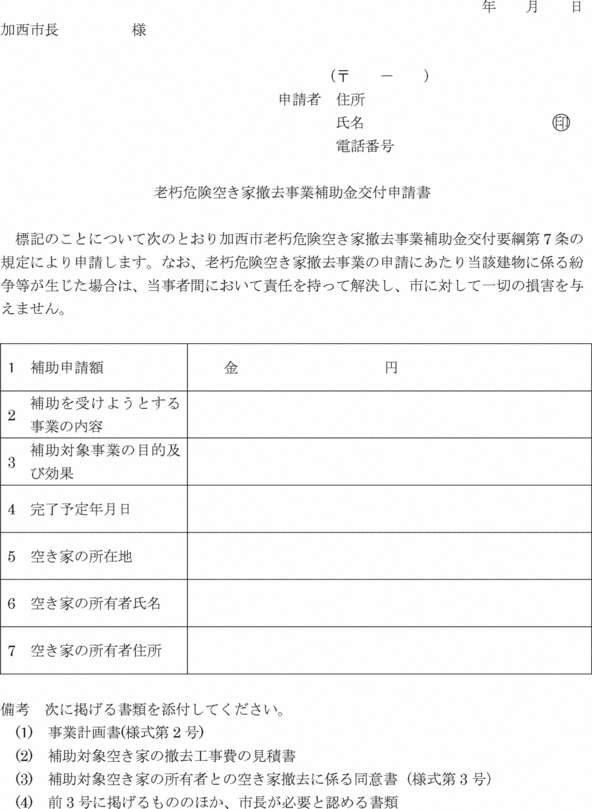 年　　月　　日
加西市長　　　　　様
（〒　　－　　）
申請者　住所
氏名　　　　　　　　　　㊞
電話番号
老朽危険空き家撤去事業補助金交付申請書
標記のことについて次のとおり加西市老朽危険空き家撤去事業補助金交付要綱第７条の
規定により申請します。なお、老朽危険空き家撤去事業の申請にあたり当該建物に係る紛
争等が生じた場合は、当事者間において責任を持って解決し、市に対して一切の損害を与
えません。
1　補助申請額　　　金　　　　　　　　　　円
2　補助を受けようとする
事業の内容
3　補助対象事業の目的及
び効果
4　完了予定年月日
5　空き家の所在地
6　空き家の所有者氏名
7　空き家の所有者住所
備考　次に掲げる書類を添付してください。
(1)　事業計画書(様式第２号)
(2)　補助対象空き家の撤去工事費の見積書
(3)　補助対象空き家の所有者との空き家撤去に係る同意書（様式第３号）
(4)　前３号に掲げるもののほか、市長が必要と認める書類